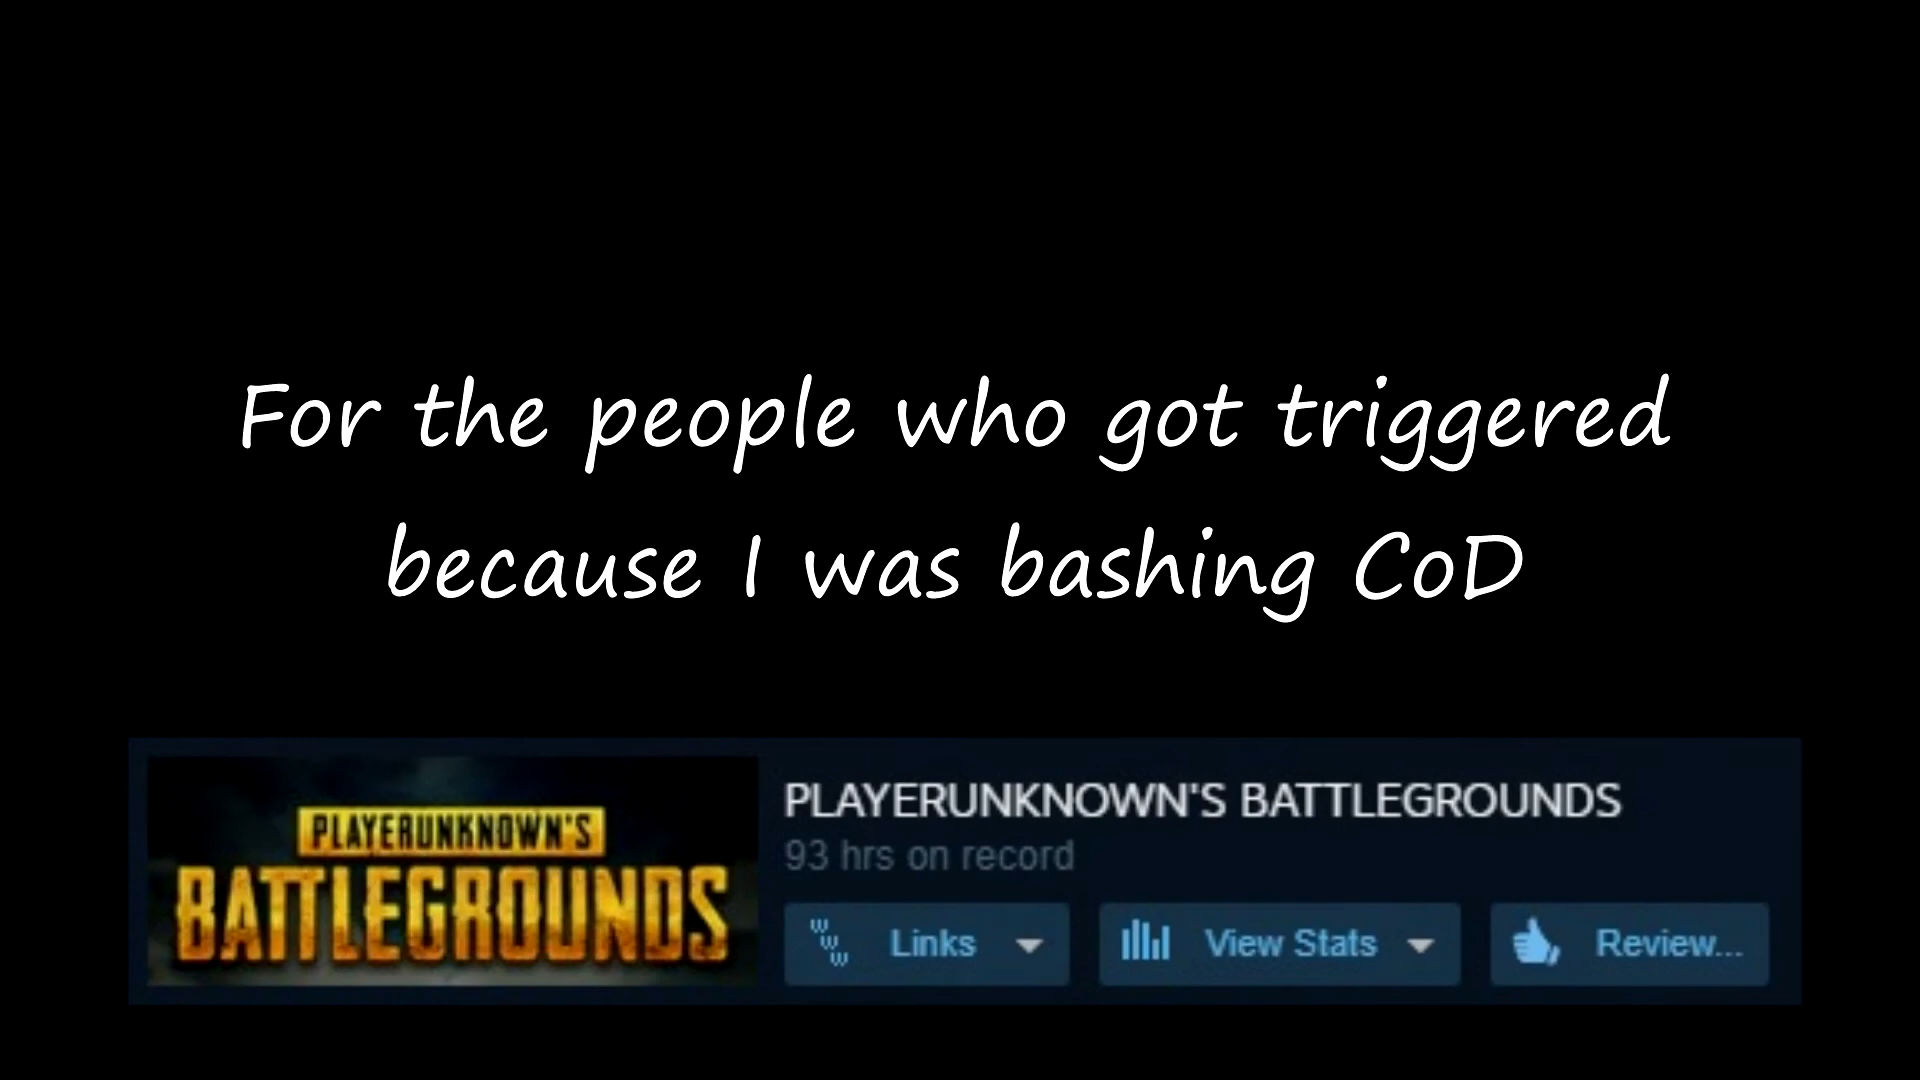 For the people who got triggered
because I was bashing CoD
PLAYERUNKNOWN'S
BATTLEGROUNDS
PLAYERUNKNOWN'S BATTLEGROUNDS
93 hrs on record
Links
View Stats
Review...